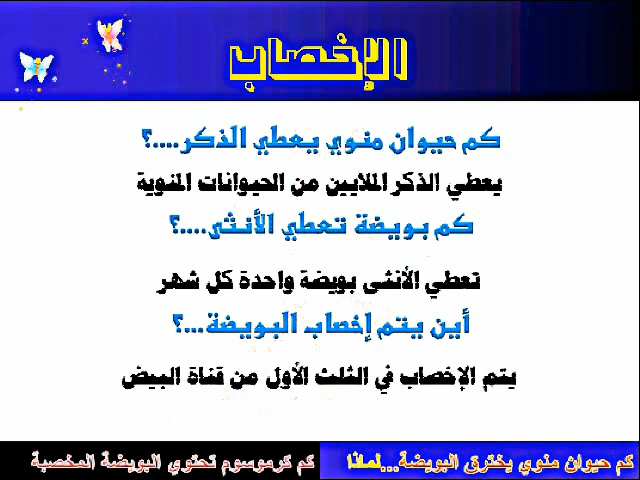 الإخصاب
كم حيوان منوي يعطي الذكر....؟
يعطي الذكر الملايين من الحيوانات المنوية
كم بويضة تعطي الأنثى....؟
تعطي الأنثى بويضة واحدة كل شهر
أين يتم إخصاب البويضة...؟
يتم الإخصاب في الثلث الأول من قناة البيض
كم حيوان منوي يخترق البويضة...لماذا
كم كرموسوم تحتوي البويضة المخصبة